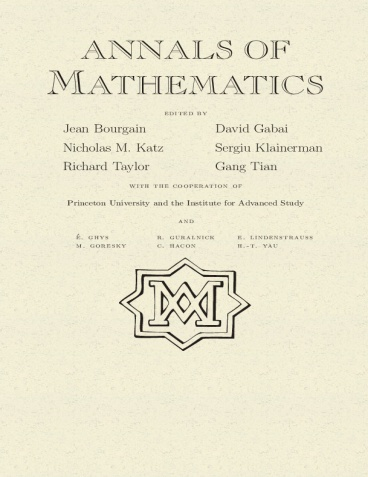 ANNALS OF
MATHEMATICS
EDITED BY
Jean Bourgain David Gabai
Nicholas M. Katz Sergiu Klainerman
Richard Taylor Gang Tian
WITH THE COOPERATION OF
Princeton University and the Institute for Advanced Study
AND
É. GHYS R. GURALNICK E. LINDENSTRAUSS
M. GORESKY C. HACON H.-T. YAU